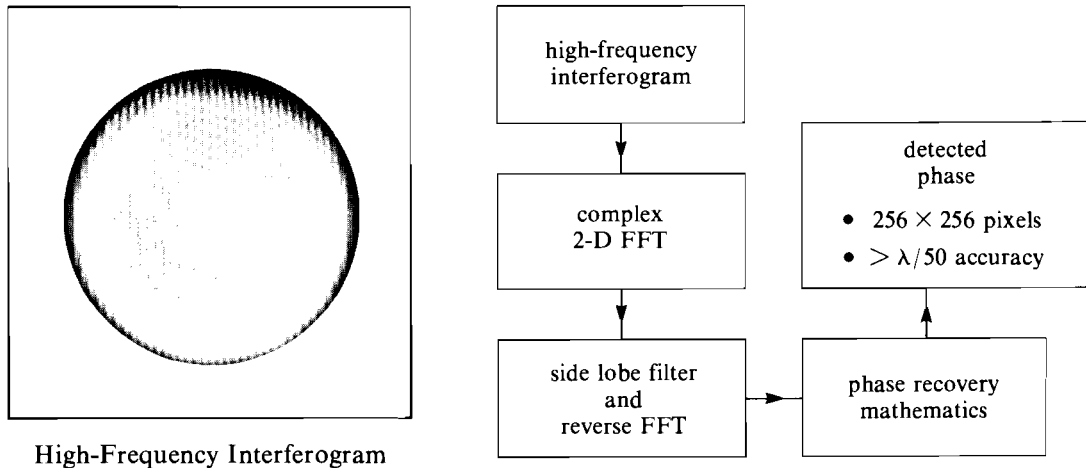 high-frequency
interferogram
complex
2-D FFT
side lobe filter
and
reverse FFT
phase recovery
mathematics
detected
phase
• 256 × 256 pixels
• > λ/50 accuracy
High-Frequency Interferogram